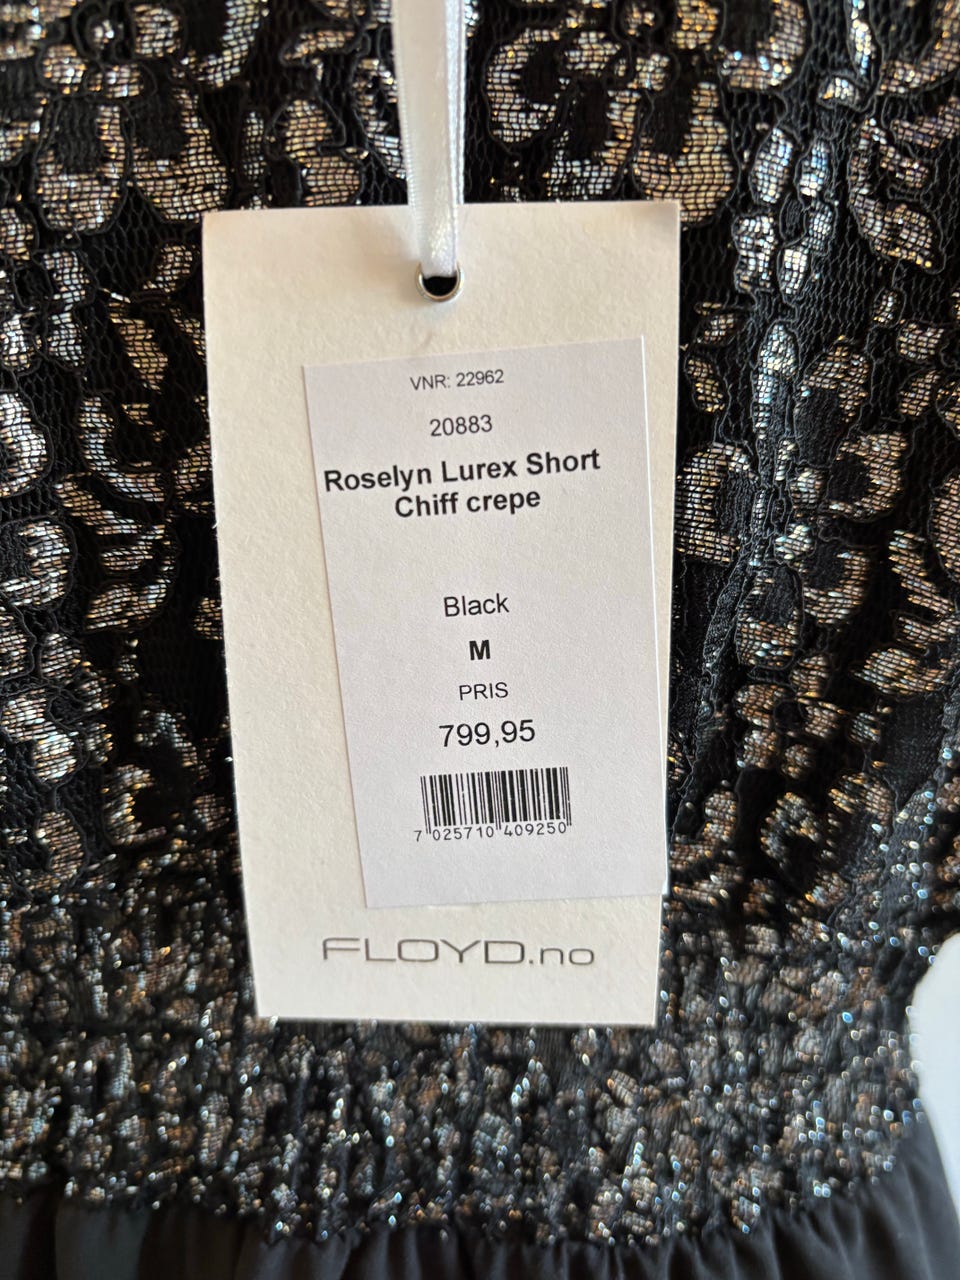 VNR: 22962
20883
Roselyn Lurex Short
Chiff crepe
Black
M
PRIS
799,95
7 025710 409250
FLOYD.no